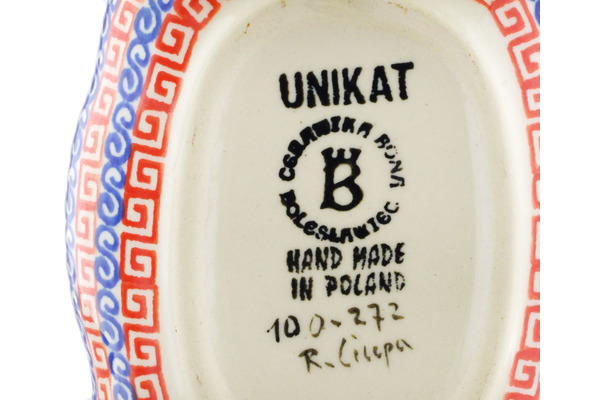 UNIKAT
CERAMIKA BONA
B
BOLESŁAWIEC
HAND MADE
IN POLAND
100-272
R.